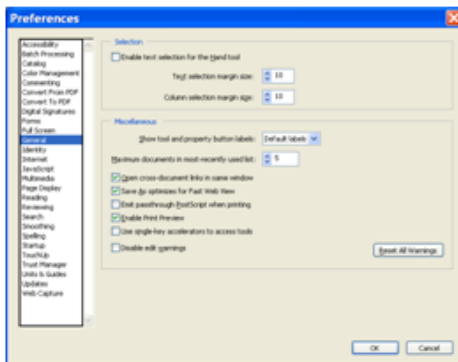 Preferences
Accessibility
Batch Processing
Catalog
Color Management
Commenting
Convert From PDF
Convert To PDF
Digital Signatures
Forms
Full Screen
General
Identity
Internet
JavaScript
Multimedia
Page Display
Reading
Reviewing
Search
Smoothing
Spelling
Startup
TouchUp
Trust Manager
Units & Guides
Updates
Web Capture
Selection
Enable text selection for the Hand tool
Text selection margin size: 10
Column selection margin size: 10
Miscellaneous
Show tool and property button labels: Default labels
Maximum documents in most-recently used list: 5
Open cross-document links in same window
Save As optimizes for Fast Web View
Emit passthrough PostScript when printing
Enable Print Preview
Use single-key accelerators to access tools
Disable edit warnings
Reset All Warnings
OK Cancel